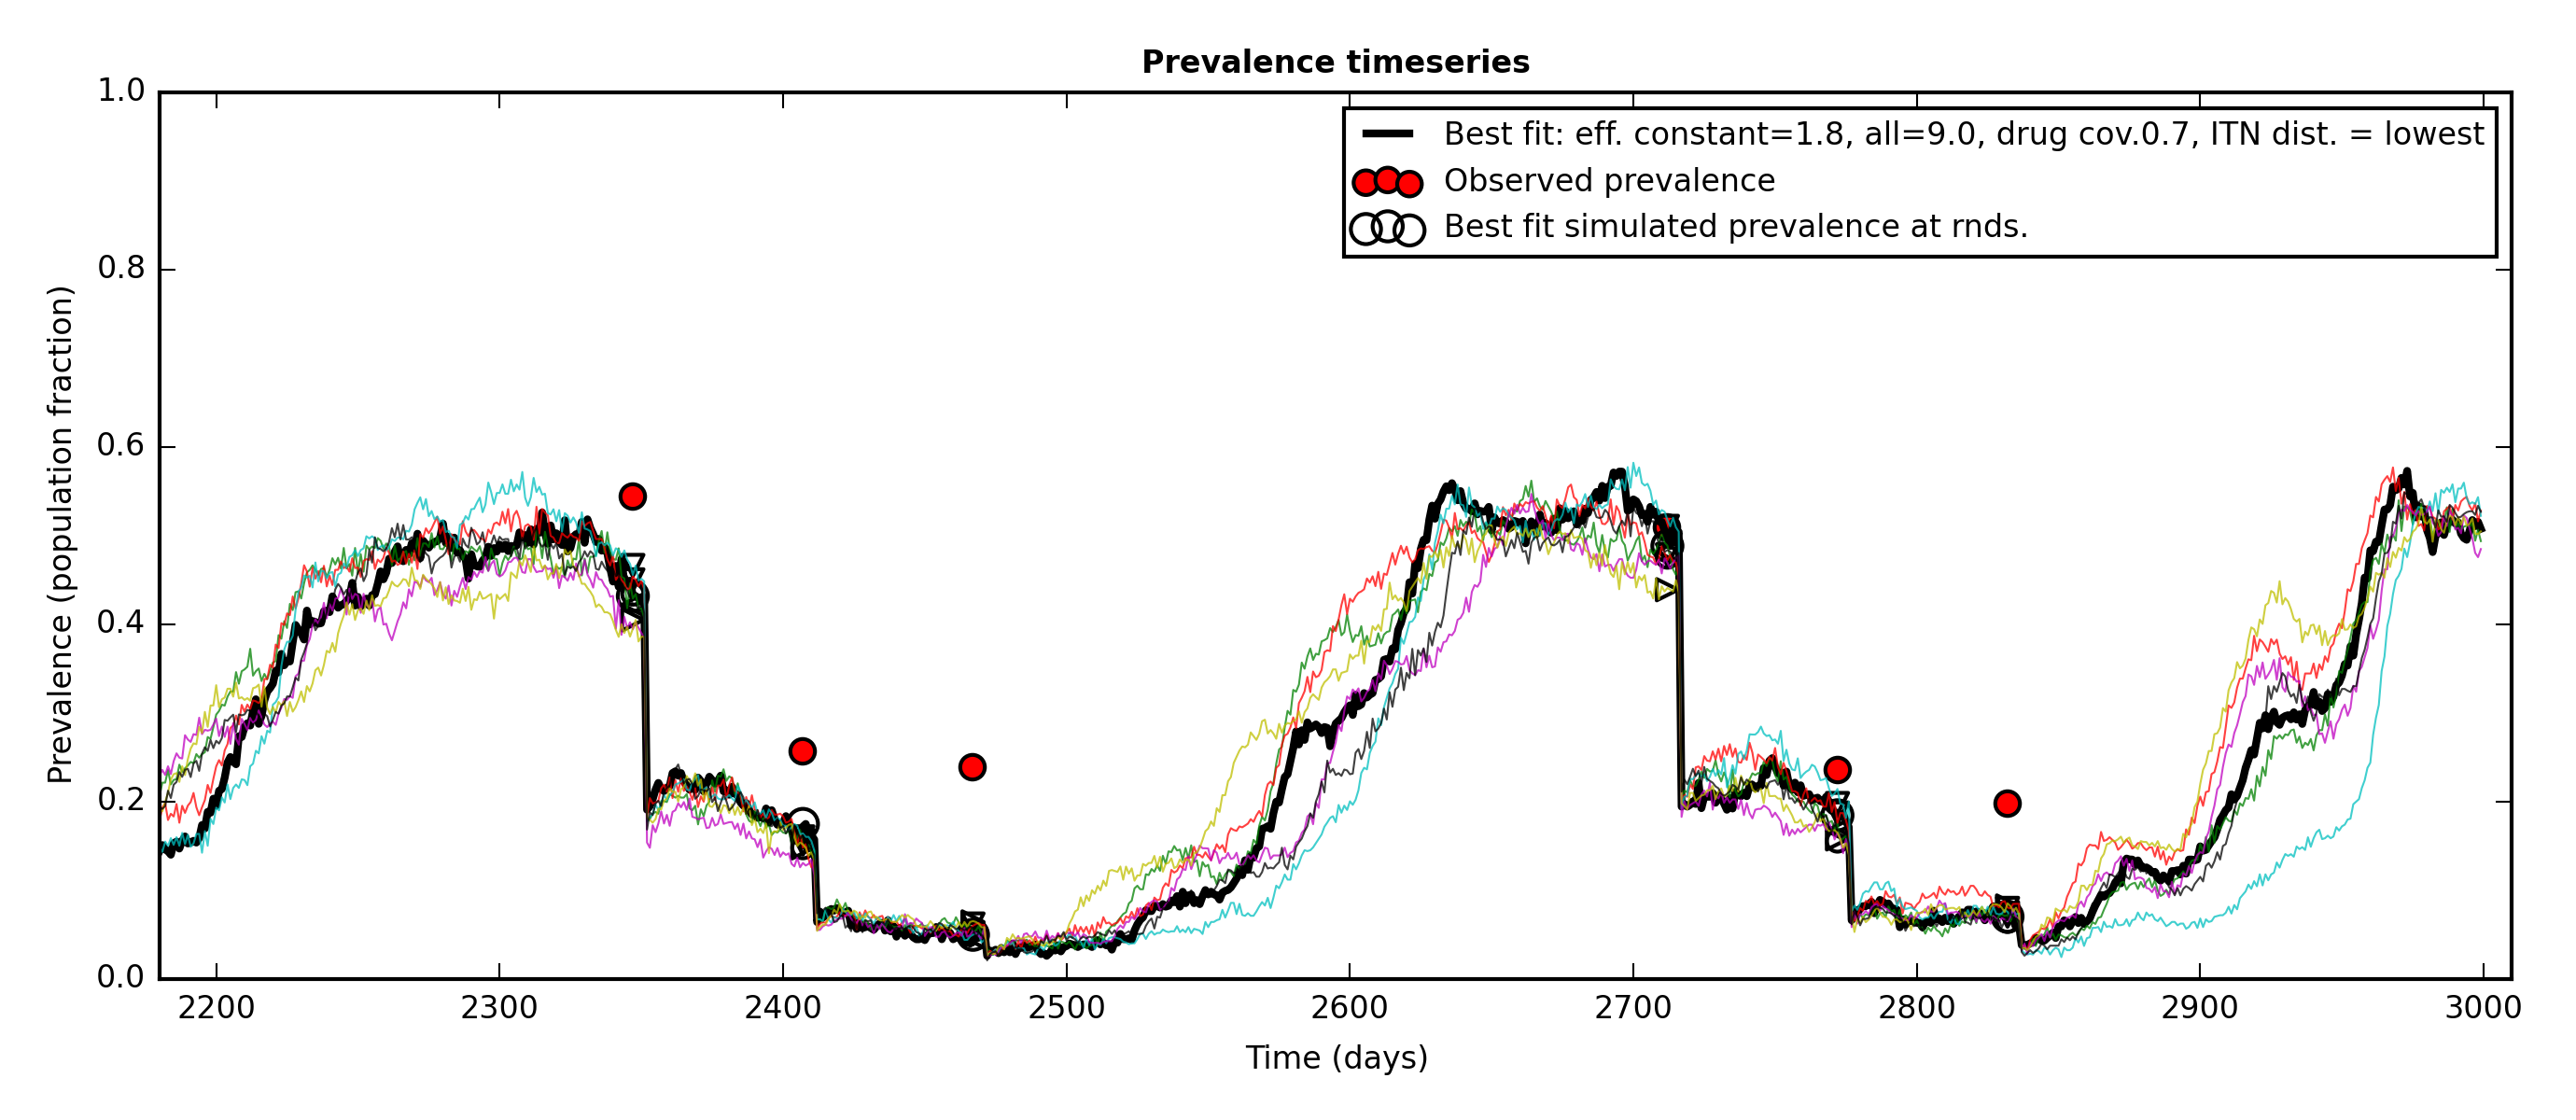 Prevalence timeseries
1.0
0.8
0.6
0.4
0.2
0.0
Prevalence (population fraction)
Best fit: eff. constant=1.8, all=9.0, drug cov.0.7, ITN dist. = lowest
Observed prevalence
Best fit simulated prevalence at rnds.
2200 2300 2400 2500 2600 2700 2800 2900 3000
Time (days)